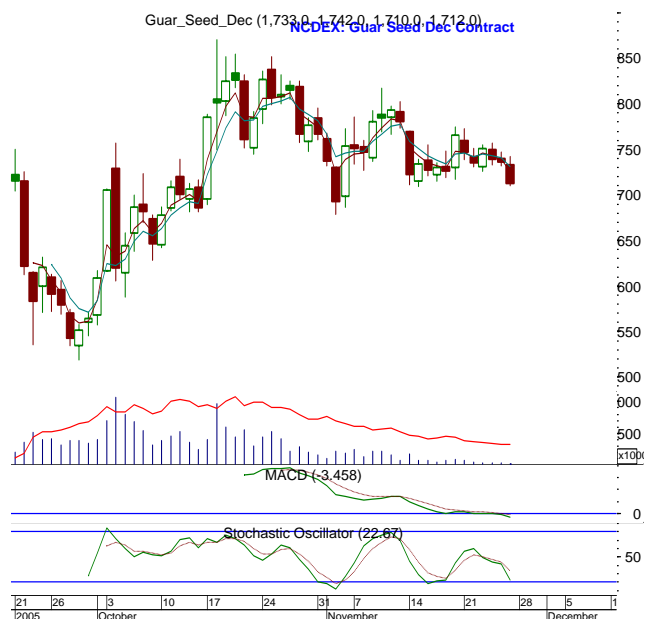 Guar_Seed_Dec (1,733.0, 1,742.0, 1,710.0, 1,712.0)
NCDEX: Guar Seed Dec Contract
850
800
750
700
650
600
550
500
000
500
x1000
MACD (-3.458)
0
Stochastic Oscillator (22.67)
50
21 26 3 10 17 24 31 7 14 21 28 5 1
2005 October November December